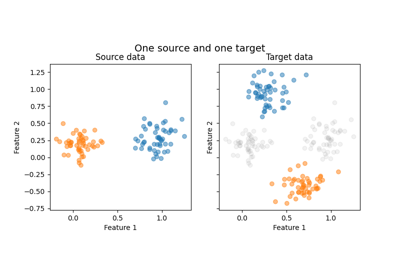 One source and one target
Source data
Target data
1.25
1.00
0.75
0.50
0.25
0.00
−0.25
−0.50
−0.75
Feature 2
Feature 2
0.0 0.5 1.0
0.0 0.5 1.0
Feature 1
Feature 1